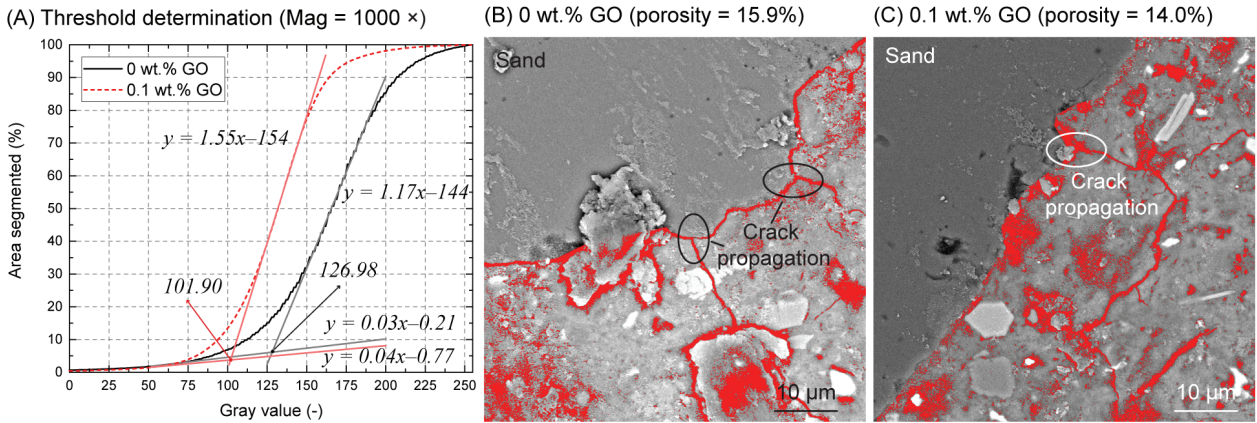 (A) Threshold determination (Mag = 1000 ×)
100
90
80
70
60
50
40
30
20
10
0
0 25 50 75 100 125 150 175 200 225 250
Area segmented (%)
Gray value (-)
0 wt.% GO
0.1 wt.% GO
y = 1.55x–154
y = 1.17x–144
101.90
126.98
y = 0.03x–0.21
y = 0.04x–0.77
(B) 0 wt.% GO (porosity = 15.9%)
Sand
Crack
propagation
10 µm
(C) 0.1 wt.% GO (porosity = 14.0%)
Sand
Crack
propagation
10 µm